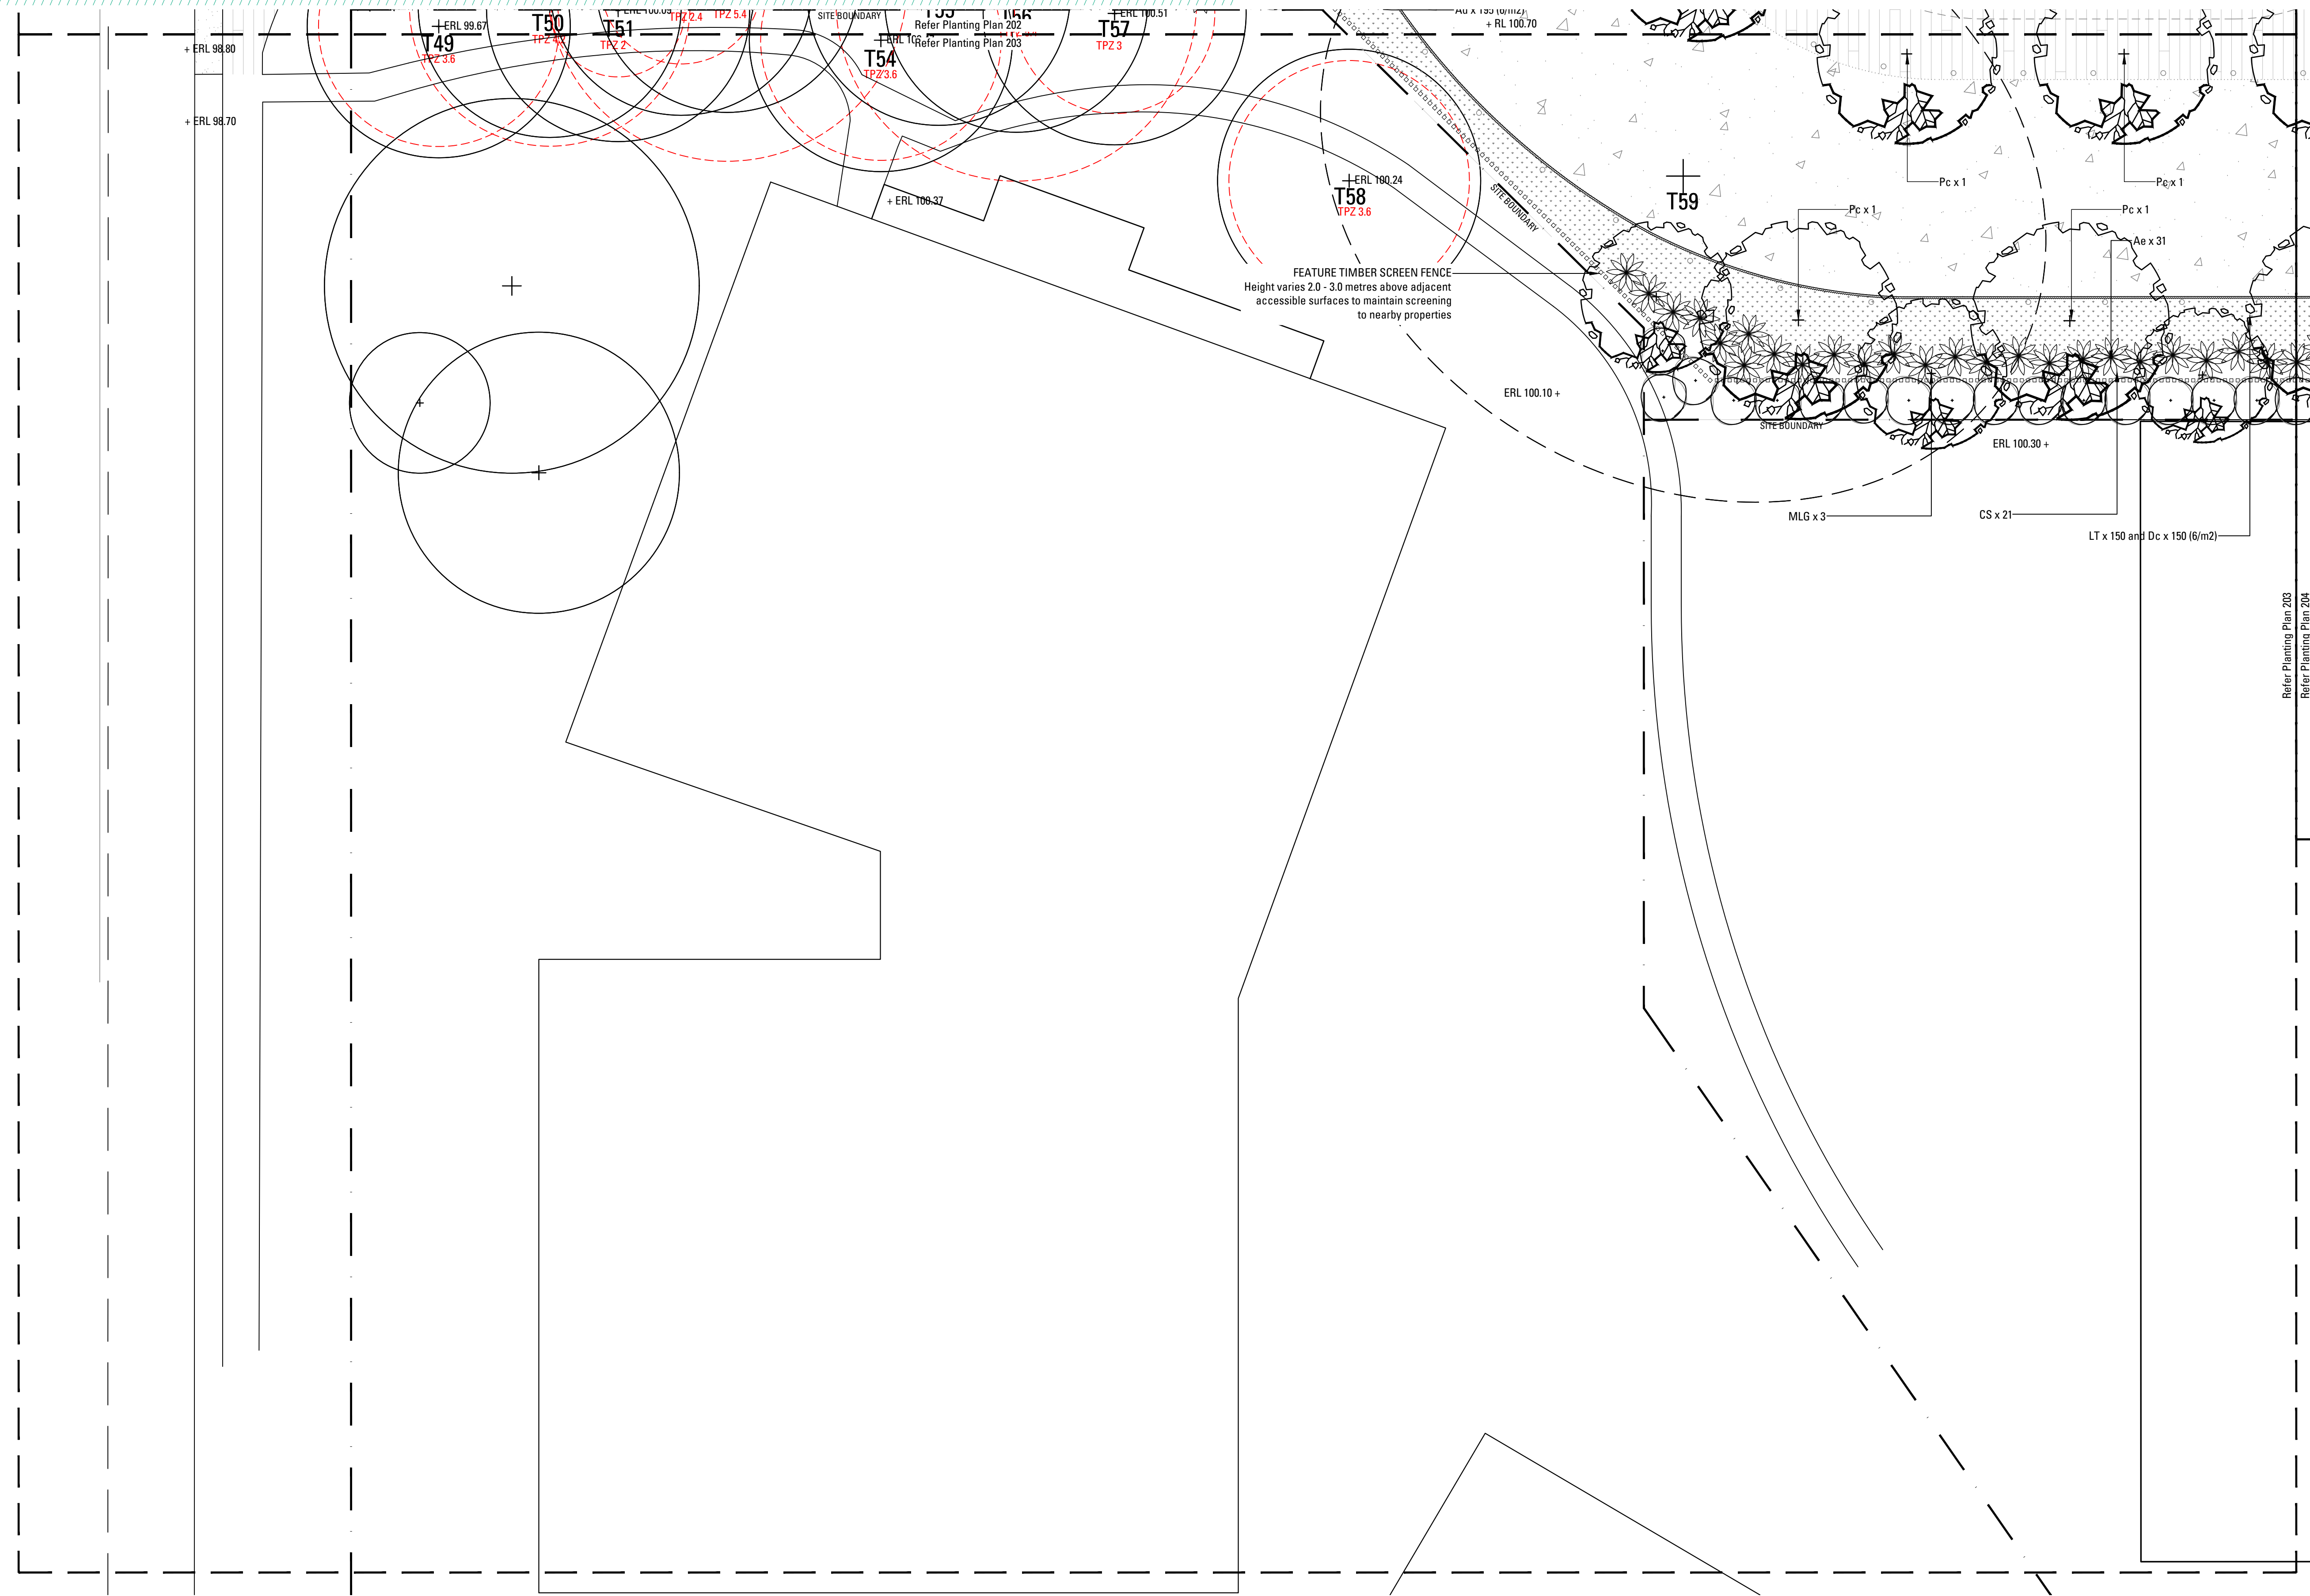 SITE BOUNDARY
+ RL 100.70
TPZ 2.4
TPZ 5.4
ERL 99.67
T50
T51
T57
ERL 100.51
Refer Planting Plan 202
Refer Planting Plan 203
+ ERL 98.80
T49
TPZ 3.6
TPZ 2
TPZ 3
T54
TPZ 3.6
+ ERL 98.70
ERL 100.24
T58
TPZ 3.6
+ ERL 100.37
T59
Pc x 1
Pc x 1
Pc x 1
Pc x 1
SITE BOUNDARY
Ae x 31
FEATURE TIMBER SCREEN FENCE
Height varies 2.0 - 3.0 metres above adjacent
accessible surfaces to maintain screening
to nearby properties
ERL 100.10 +
SITE BOUNDARY
ERL 100.30 +
MLG x 3
CS x 21
LT x 150 and Dc x 150 (6/m2)
Refer Planting Plan 203
Refer Planting Plan 204